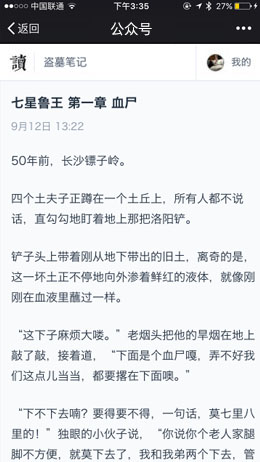 中国联通
下午3:35
27%
返回
公众号
讀
盗墓笔记
我的
七星鲁王 第一章 血尸
9月12日 13:22
50年前，长沙镖子岭。
四个土夫子正蹲在一个土丘上，所有人都不说
话，直勾勾地盯着地上那把洛阳铲。
铲子头上带着刚从地下带出的旧土，离奇的是，
这一坏土正不停地向外渗着鲜红的液体，就像刚
刚在血液里蘸过一样。
“这下子麻烦大喽。”老烟头把他的旱烟在地上
敲了敲，接着道，“下面是个血尸嘎，弄不好我
们这点儿当当，都要撂在下面噢。”
“下不下去喃？要得要不得，一句话，莫七里八
里的！”独眼的小伙子说，“你说你个老人家腿
脚不方便，就莫下去了，我和我弟两个下去，管